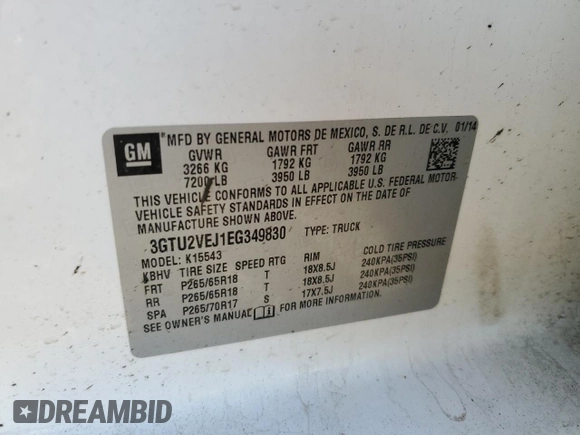 GM
*MFD BY GENERAL MOTORS DE MEXICO, S. DE R.L. DE C.V. 01/14
GVWR GAWR FRT GAWR RR
3266 KG 1792 KG 1792 KG
7200 LB 3950 LB 3950 LB
THIS VEHICLE CONFORMS TO ALL APPLICABLE U.S. FEDERAL MOTOR
VEHICLE SAFETY STANDARDS IN EFFECT ON THE DATE OF
MANUFACTURE SHOWN ABOVE.
3GTU2VEJ1EG349830 TYPE: TRUCK
MODEL: K15543
KBHV TIRE SIZE SPEED RTG RIM COLD TIRE PRESSURE
FRT P265/65R18 T 18X8.5J 240KPA(35PSI)
RR P265/65R18 T 18X8.5J 240KPA(35PSI)
SPA P265/70R17 S 17X7.5J 240KPA(35PSI)
SEE OWNER'S MANUAL FOR MORE INFORMATION.
DREAMBID